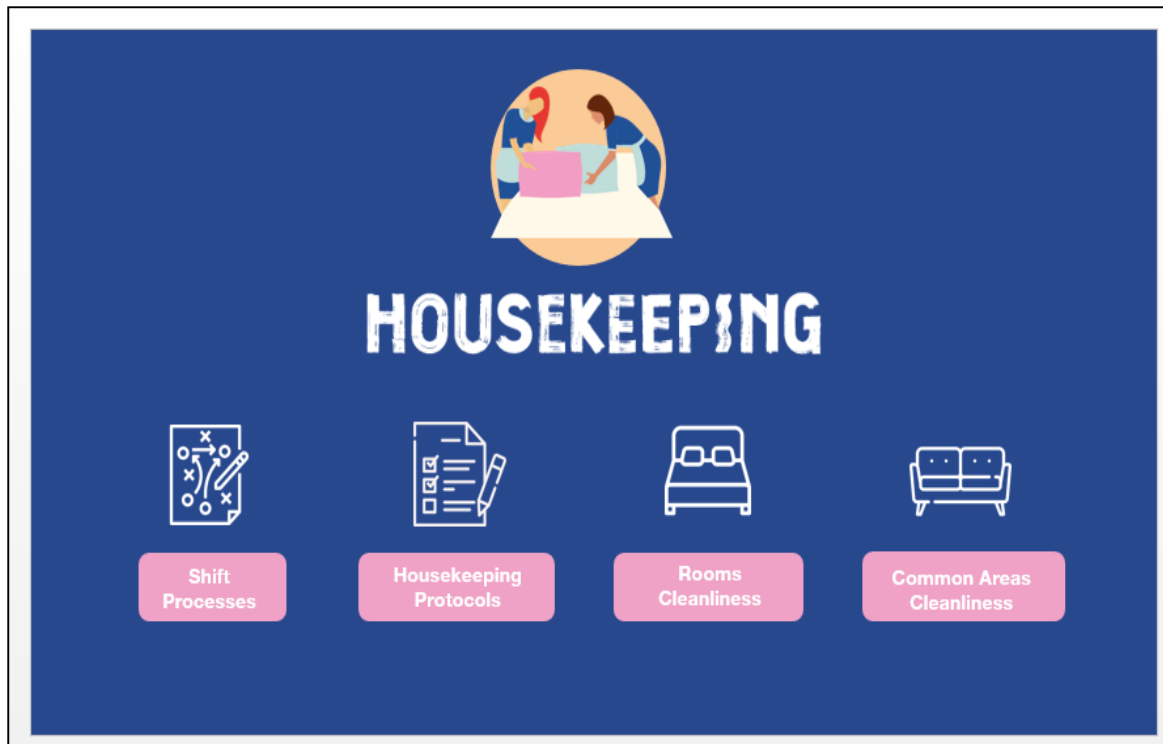 HOUSEKEEPING
Shift
Processes
Housekeeping
Protocols
Rooms
Cleanliness
Common Areas
Cleanliness